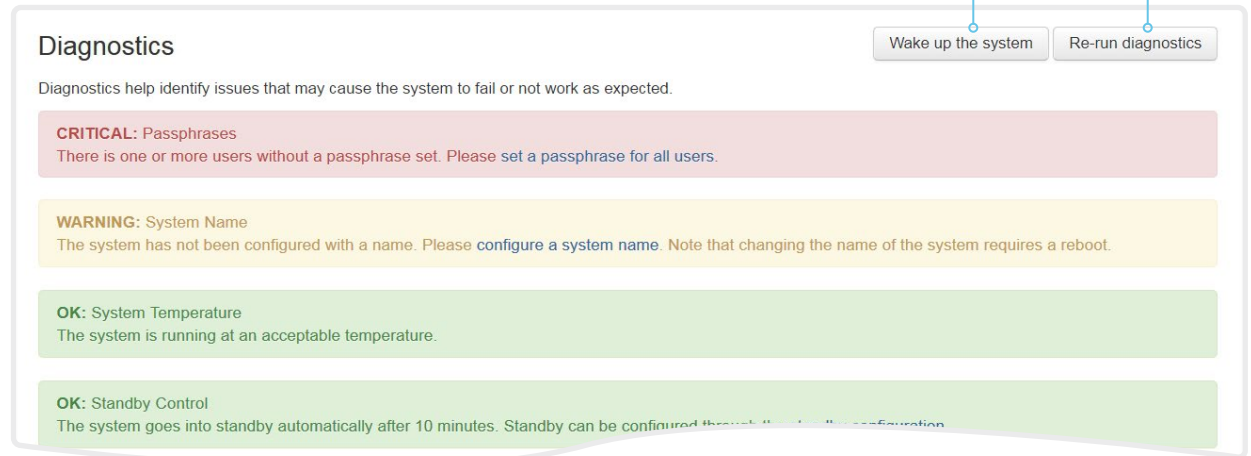 Diagnostics
Wake up the system
Re-run diagnostics
Diagnostics help identify issues that may cause the system to fail or not work as expected.
CRITICAL: Passphrases
There is one or more users without a passphrase set. Please set a passphrase for all users.
WARNING: System Name
The system has not been configured with a name. Please configure a system name. Note that changing the name of the system requires a reboot.
OK: System Temperature
The system is running at an acceptable temperature.
OK: Standby Control
The system goes into standby automatically after 10 minutes. Standby can be configured through